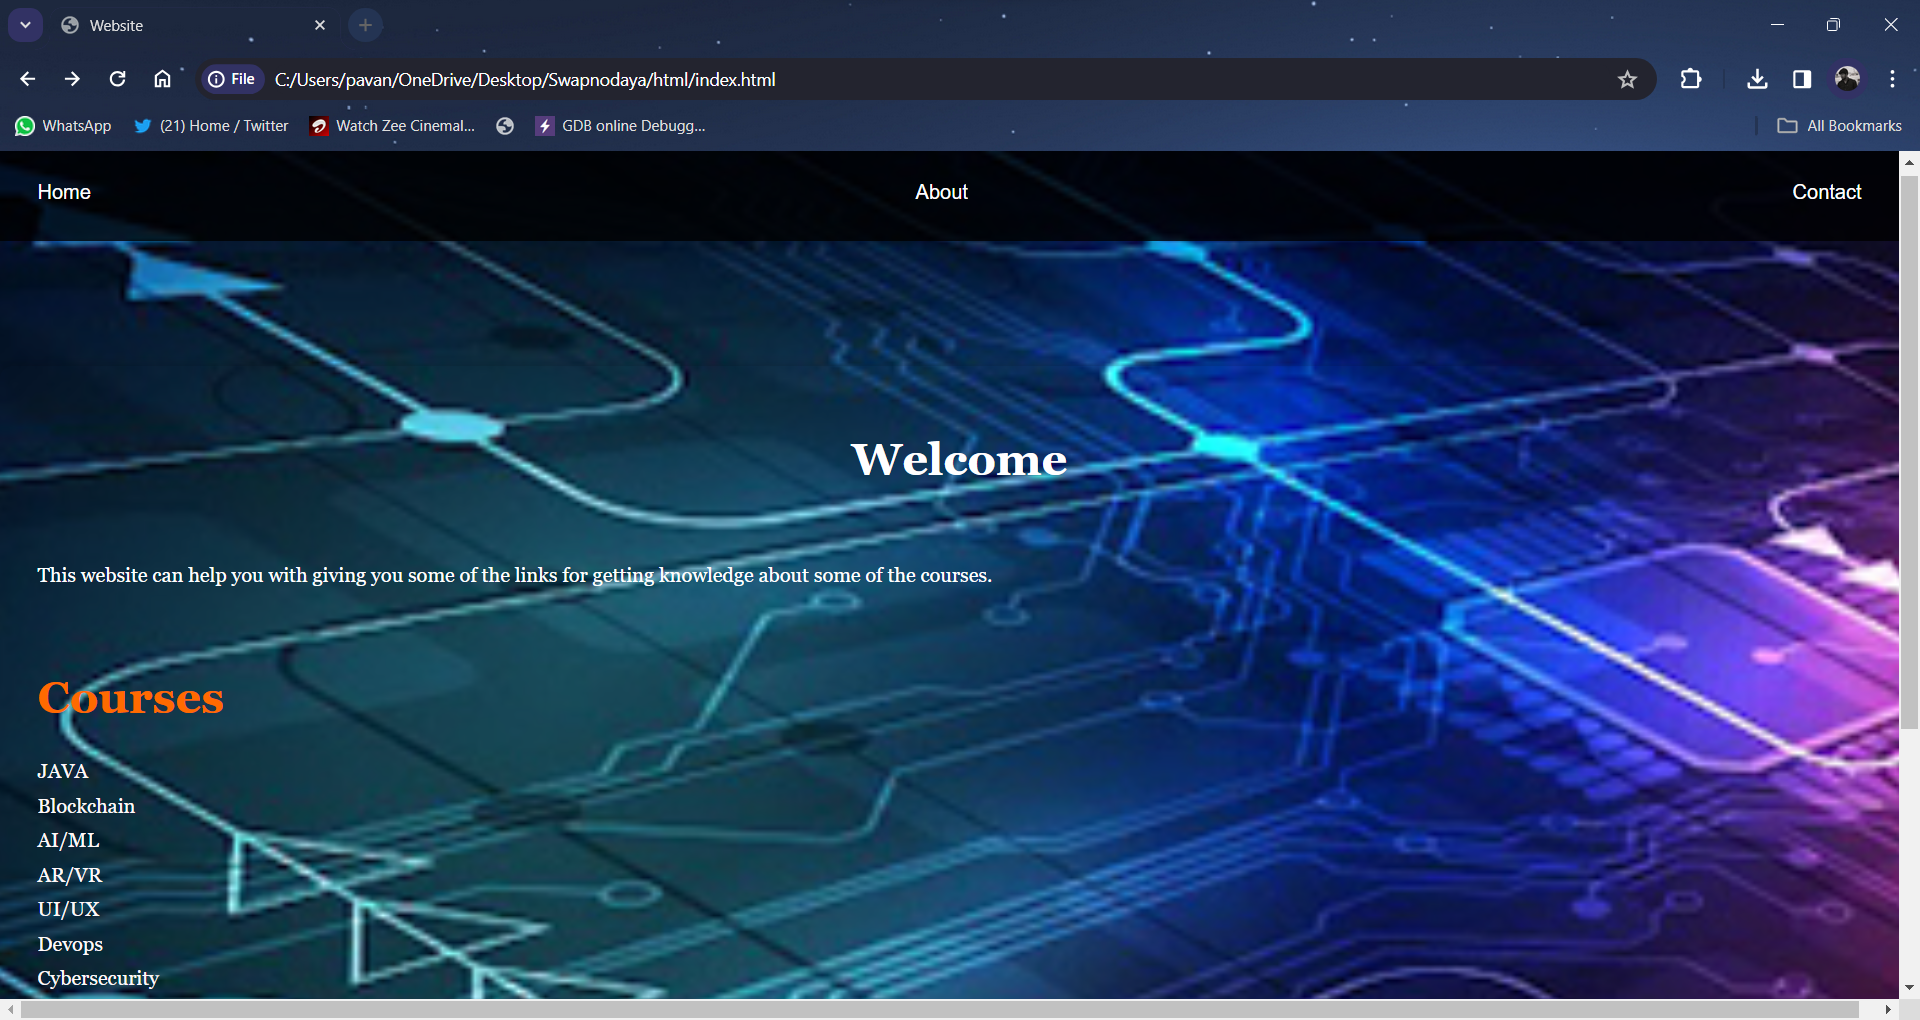 Website
File C:/Users/pavan/OneDrive/Desktop/Swapnodaya/html/index.html
WhatsApp (21) Home / Twitter Watch Zee Cinemal... GDB online Debugg... All Bookmarks
Home About Contact
Welcome
This website can help you with giving you some of the links for getting knowledge about some of the courses.
Courses
JAVA
Blockchain
AI/ML
AR/VR
UI/UX
Devops
Cybersecurity